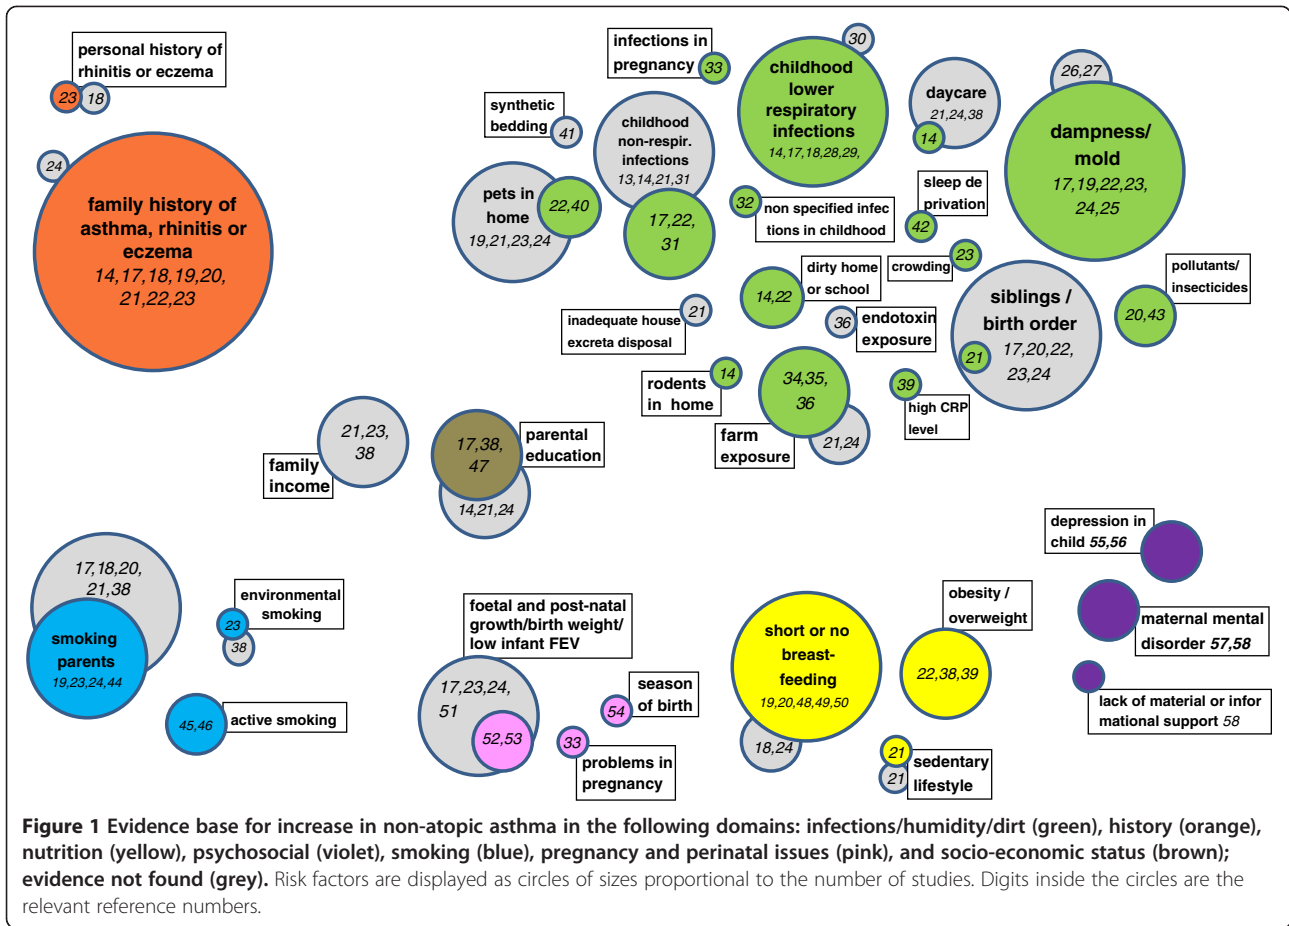 personal history of
rhinitis or eczema
23
18
24
family history of
asthma, rhinitis or
eczema
14,17,18,19,20,
21,22,23
infections in
pregnancy
33
30
childhood
lower
respiratory
infections
14,17,18,28,29,
daycare
21,24,38
14
26,27
dampness/
mold
17,19,22,23,
24,25
synthetic
bedding
41
childhood
non-respir.
infections
13,14,21,31
17,22,
31
pets in
home
19,21,23,24
22,40
32
non specified infec
tions in childhood
sleep de
privation
42
crowding
23
dirty home
or school
14,22
siblings /
birth order
17,20,22,
23,24
21
pollutants/
insecticides
20,43
inadequate house
excreta disposal
21
36
endotoxin
exposure
rodents
in home
14
34,35,
36
farm
exposure
21,24
39
high CRP
level
21,23,
38
family
income
17,38,
47
parental
education
14,21,24
17,18,20,
21,38
smoking
parents
19,23,24,44
environmental
smoking
23
38
45,46
active smoking
foetal and post-natal
growth/birth weight/
low infant FEV
17,23,24,
51
52,53
season
of birth
54
33
problems in
pregnancy
short or no
breast-
feeding
19,20,48,49,50
18,24
obesity /
overweight
22,38,39
21
21
sedentary
lifestyle
depression in
child 55,56
maternal mental
disorder 57,58
lack of material or infor
mational support 58
Figure 1 Evidence base for increase in non-atopic asthma in the following domains: infections/humidity/dirt (green), history (orange),
nutrition (yellow), psychosocial (violet), smoking (blue), pregnancy and perinatal issues (pink), and socio-economic status (brown);
evidence not found (grey). Risk factors are displayed as circles of sizes proportional to the number of studies. Digits inside the circles are the
relevant reference numbers.